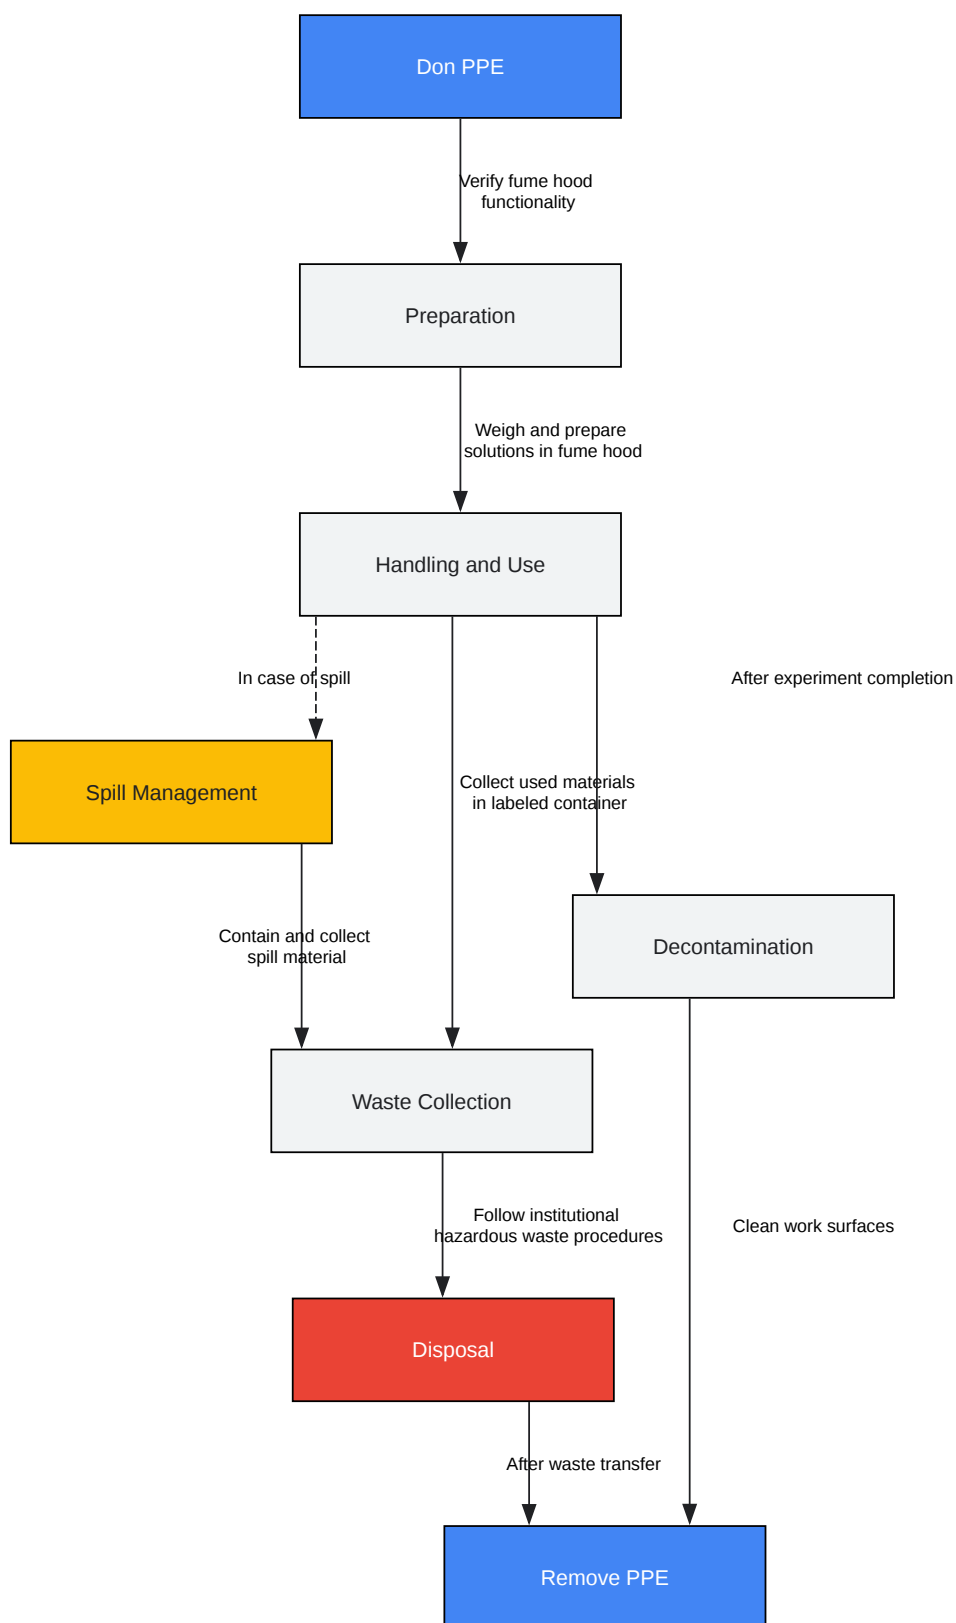 Don PPE
Verify fume hood
functionality
Preparation
Weigh and prepare
solutions in fume hood
Handling and Use
In case of spill
After experiment completion
Spill Management
Collect used materials
in labeled container
Contain and collect
spill material
Decontamination
Waste Collection
Follow institutional
hazardous waste procedures
Clean work surfaces
Disposal
After waste transfer
Remove PPE